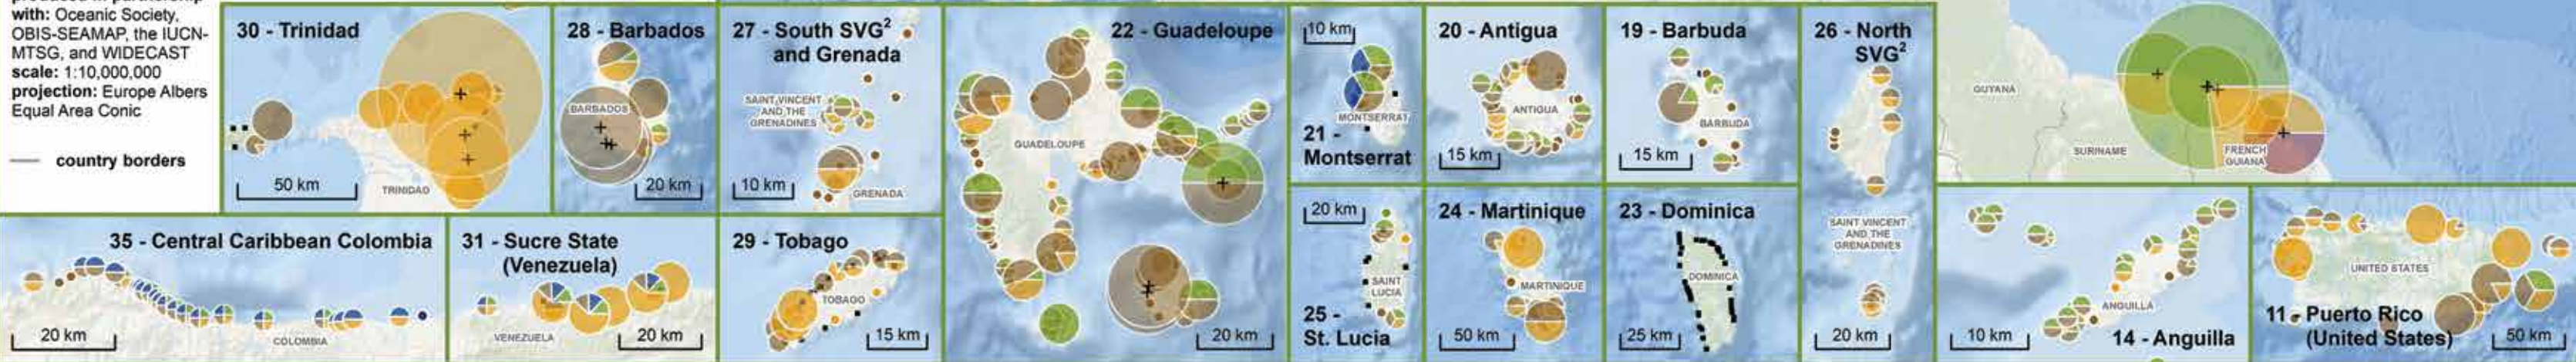 produced in partnership
with: Oceanic Society,
OBIS-SEAMAP, the IUCN-
MTSG, and WIDECAST
scale: 1:10,000,000
projection: Europe Albers
Equal Area Conic
country borders
30 - Trinidad
TRINIDAD
50 km
28 - Barbados
BARBADOS
20 km
27 - South SVG²
and Grenada
SAINT VINCENT
AND THE
GRENADINES
GRENADA
10 km
22 - Guadeloupe
GUADELOUPE
20 km
10 km
MONTSERRAT
21 -
Montserrat
20 - Antigua
ANTIGUA
15 km
19 - Barbuda
BARBUDA
15 km
26 - North
SVG²
SAINT VINCENT
AND THE
GRENADINES
20 km
GUYANA
SURINAME
FRENCH
GUIANA
35 - Central Caribbean Colombia
COLOMBIA
20 km
31 - Sucre State
(Venezuela)
VENEZUELA
20 km
29 - Tobago
TOBAGO
15 km
20 km
SAINT
LUCIA
25 -
St. Lucia
24 - Martinique
MARTINIQUE
50 km
23 - Dominica
DOMINICA
25 km
ANGUILLA
10 km
14 - Anguilla
UNITED STATES
11 - Puerto Rico
(United States)
50 km